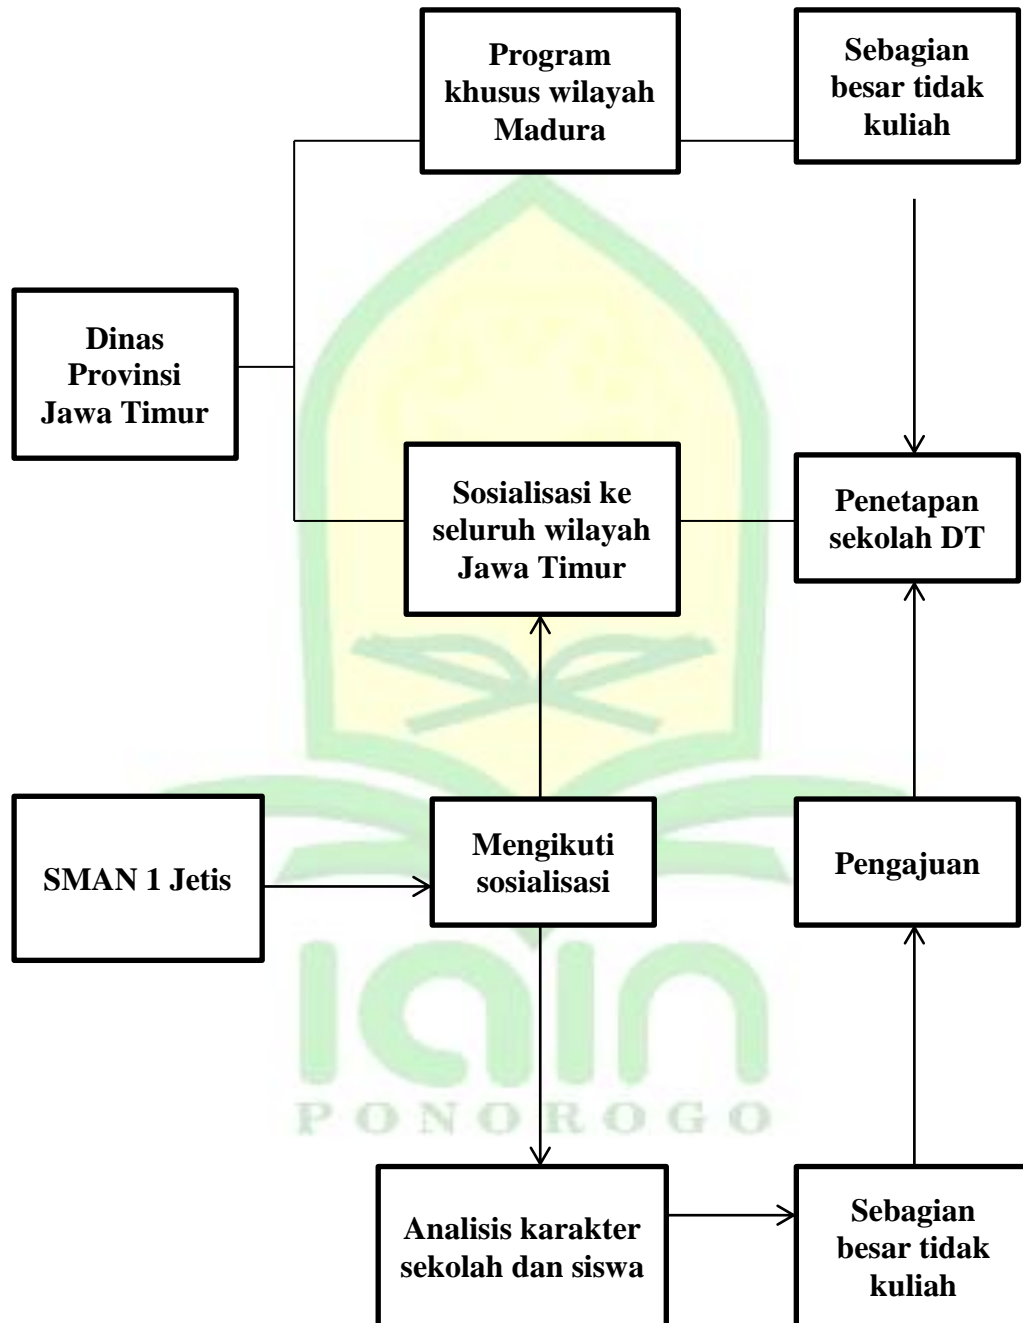 Program
khusus wilayah
Madura
Sebagian
besar tidak
kuliah
Dinas
Provinsi
Jawa Timur
Sosialisasi ke
seluruh wilayah
Jawa Timur
Penetapan
sekolah DT
SMAN 1 Jetis
Mengikuti
sosialisasi
Pengajuan
iain
PONOROGO
Analisis karakter
sekolah dan siswa
Sebagian
besar tidak
kuliah